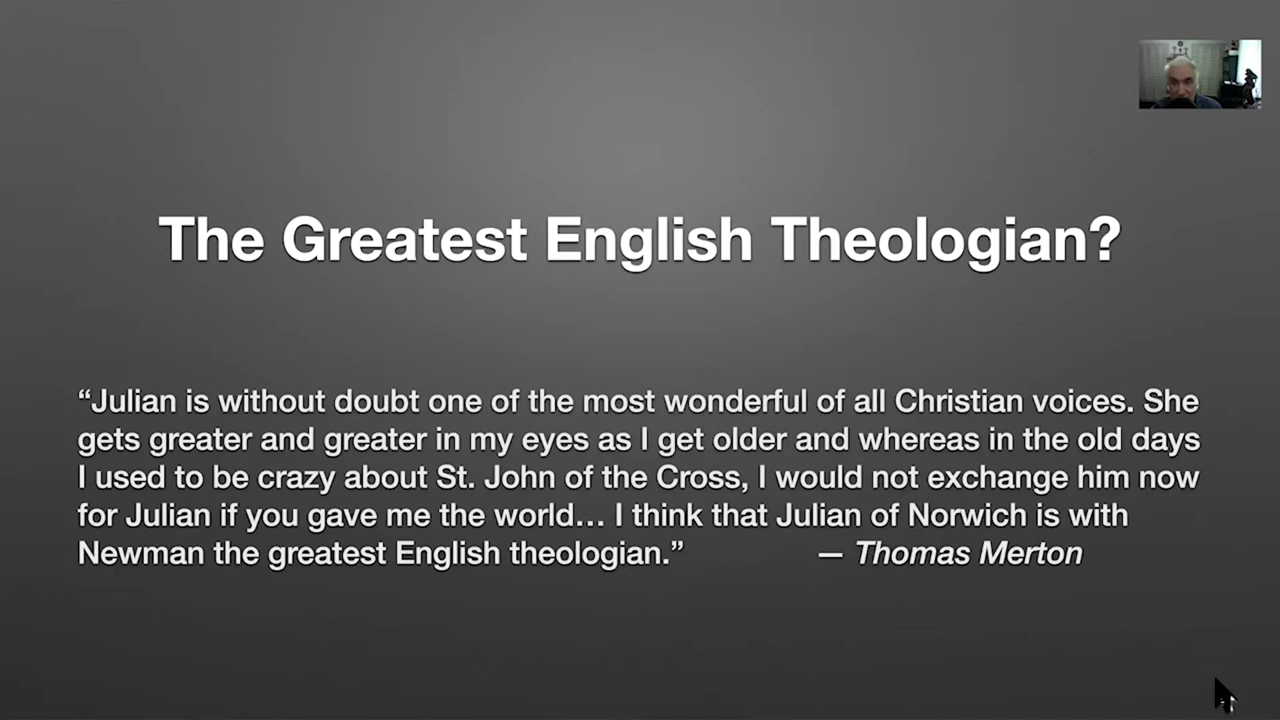 The Greatest English Theologian?
“Julian is without doubt one of the most wonderful of all Christian voices. She
gets greater and greater in my eyes as I get older and whereas in the old days
I used to be crazy about St. John of the Cross, I would not exchange him now
for Julian if you gave me the world… I think that Julian of Norwich is with
Newman the greatest English theologian.” — Thomas Merton